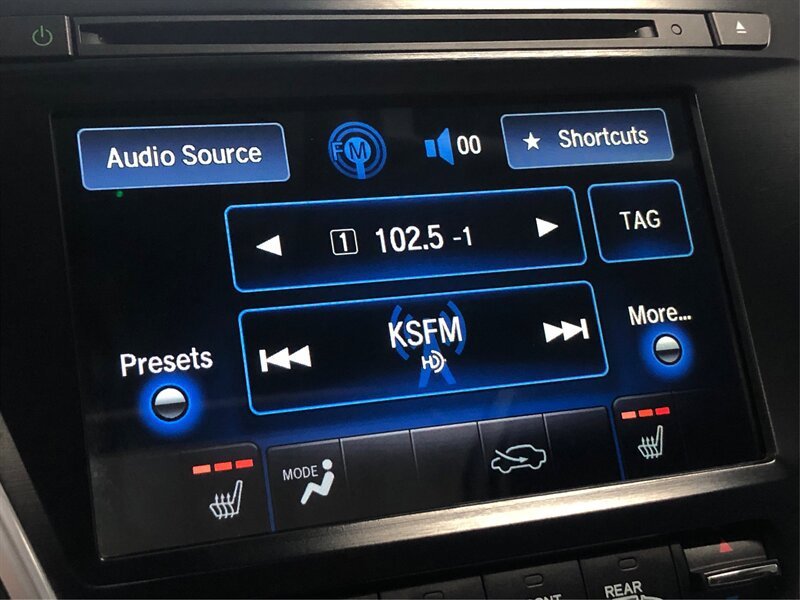 Audio Source
FM
00
★ Shortcuts
1 102.5 -1
TAG
KSFM
HD
Presets
More...
MODE
REAR